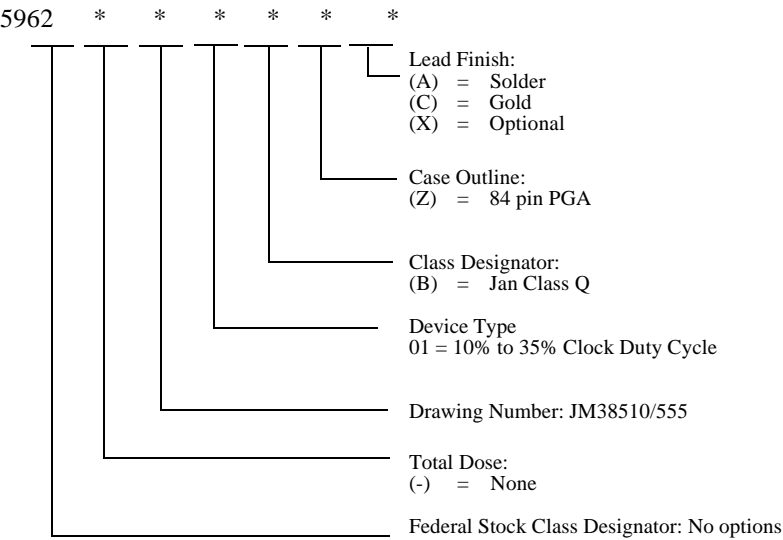 5962 * * * * * *
Lead Finish:
(A) = Solder
(C) = Gold
(X) = Optional
Case Outline:
(Z) = 84 pin PGA
Class Designator:
(B) = Jan Class Q
Device Type
01 = 10% to 35% Clock Duty Cycle
Drawing Number: JM38510/555
Total Dose:
(-) = None
Federal Stock Class Designator: No options